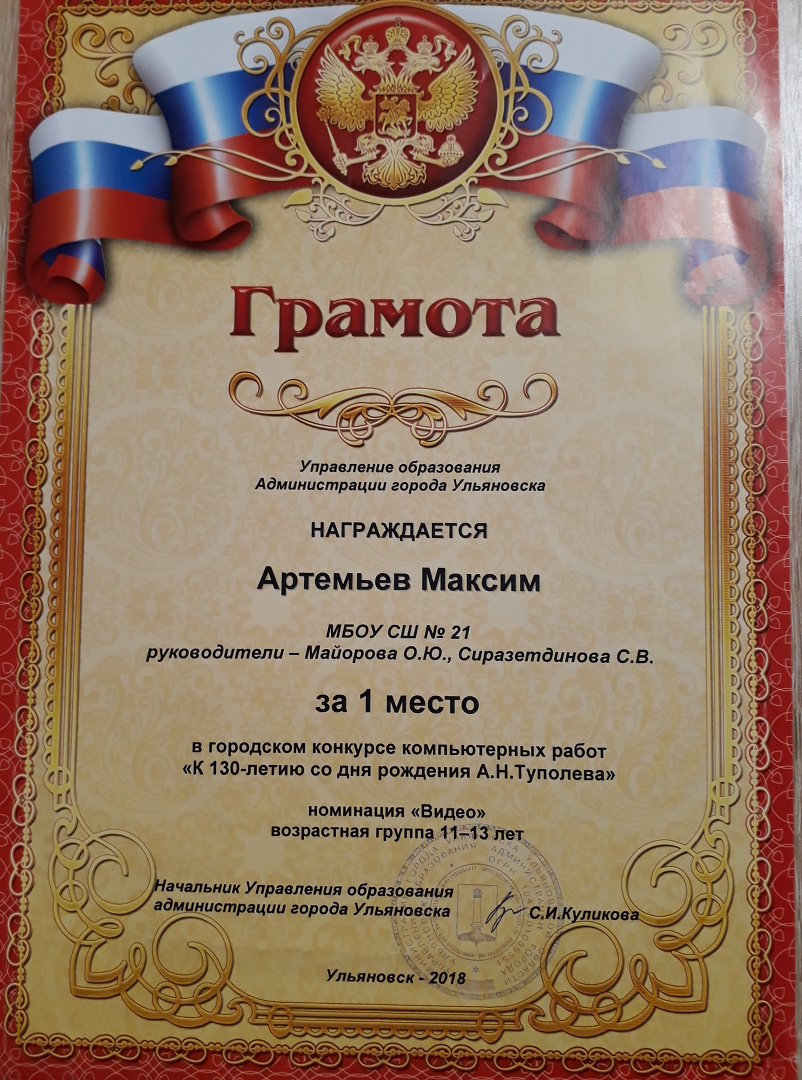 Грамота
Управление образования
Администрации города Ульяновска
НАГРАЖДАЕТСЯ
Артемьев Максим
МБОУ СШ № 21
руководители – Майорова О.Ю., Сиразетдинова С.В.
за 1 место
в городском конкурсе компьютерных работ
«К 130-летию со дня рождения А.Н.Туполева»
номинация «Видео»
возрастная группа 11–13 лет
Начальник Управления образования
администрации города Ульяновска
С.И.Куликова
Ульяновск - 2018